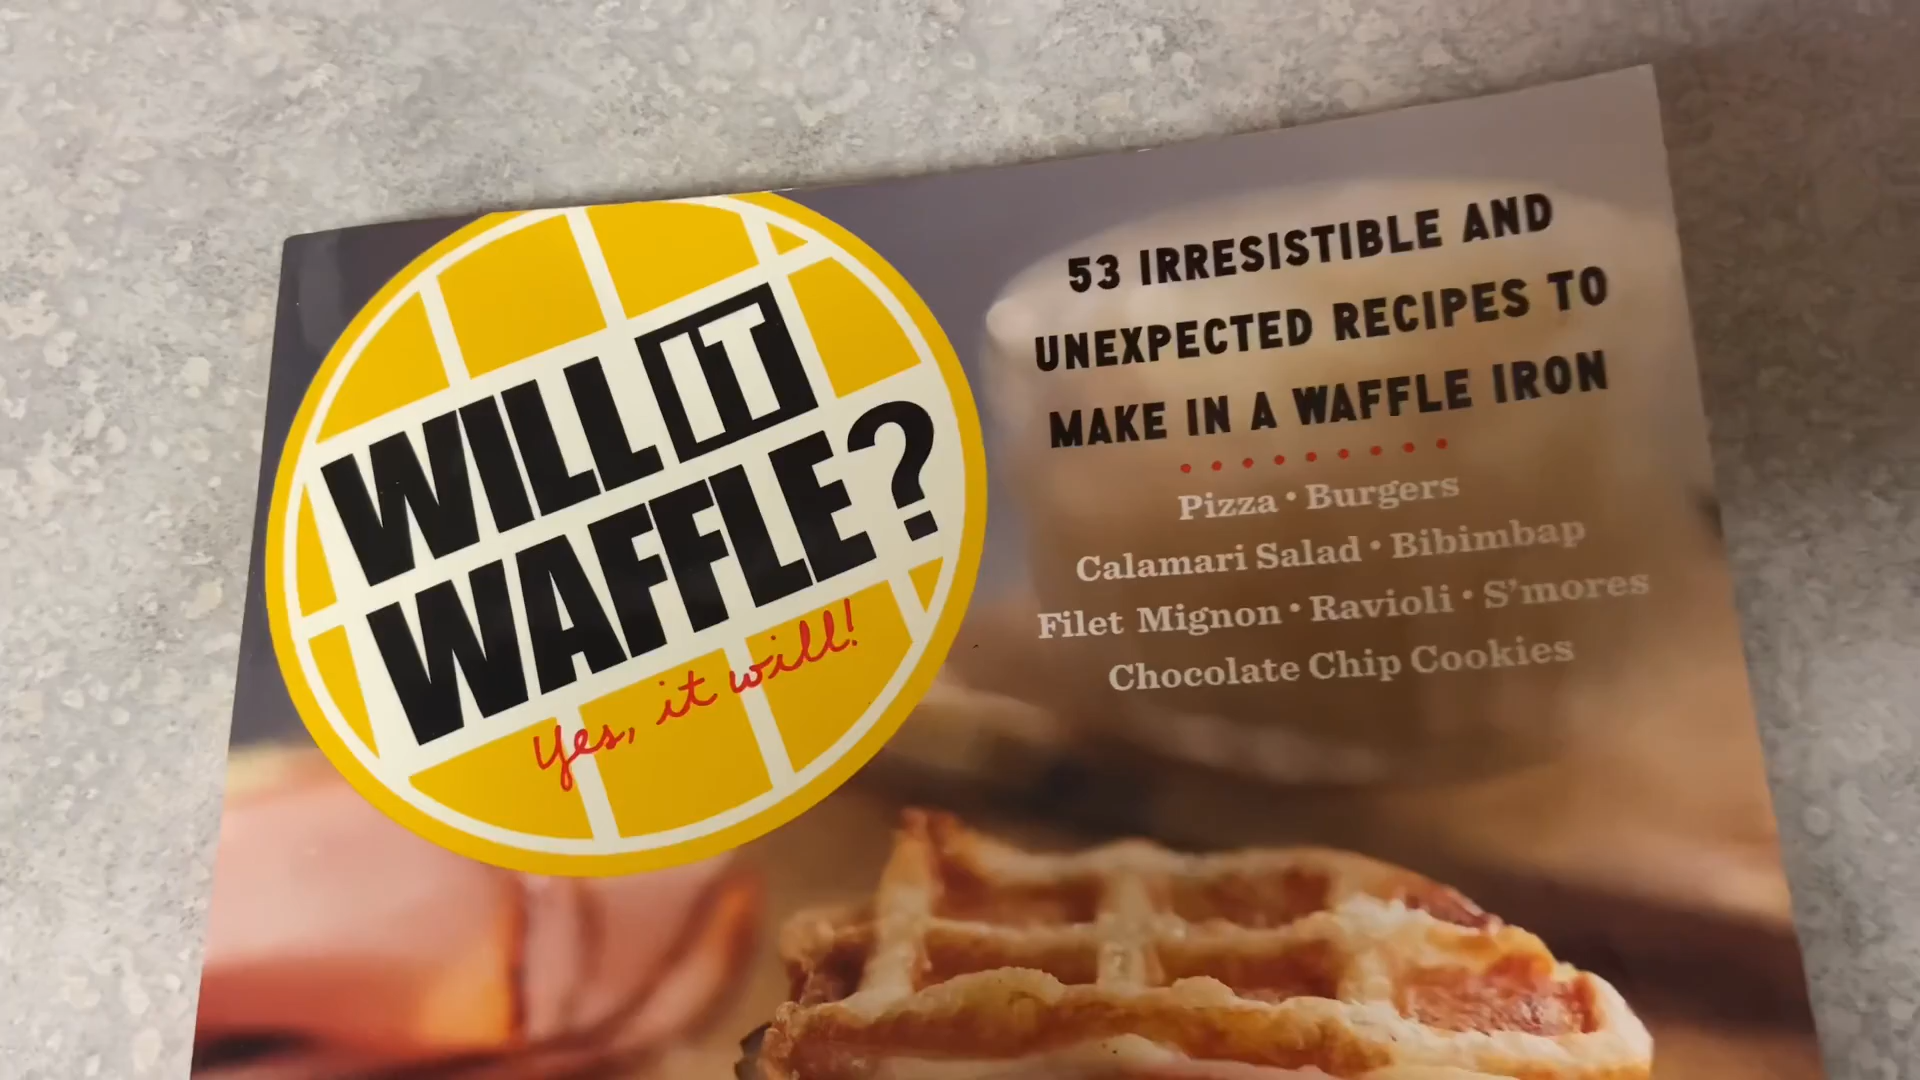 WILL IT
WAFFLE?
Yes, it will!
53 IRRESISTIBLE AND
UNEXPECTED RECIPES TO
MAKE IN A WAFFLE IRON
Pizza • Burgers
Calamari Salad • Bibimbap
Filet Mignon • Ravioli • S'mores
Chocolate Chip Cookies